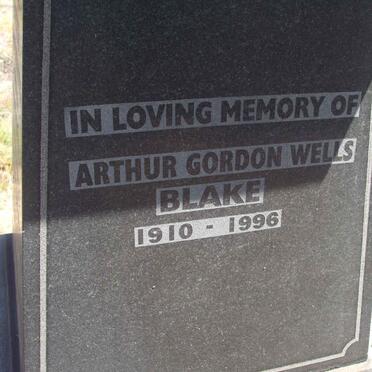 IN LOVING MEMORY OF
ARTHUR GORDON WELLS
BLAKE
1910 - 1996